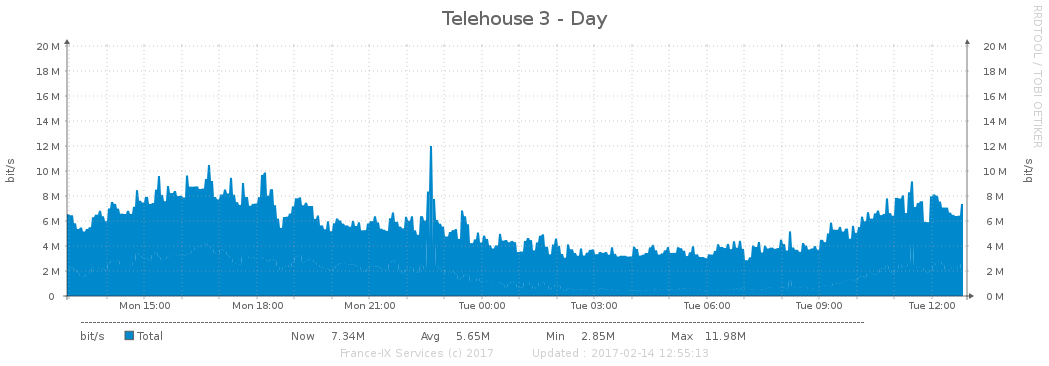 Telehouse 3 - Day
RRDTOOL / TOBI OETIKER
20 M 20 M
18 M 18 M
16 M 16 M
14 M 14 M
12 M 12 M
10 M 10 M
8 M 8 M
6 M 6 M
4 M 4 M
2 M 2 M
0 0 M
bit/s bit/s
Mon 15:00 Mon 18:00 Mon 21:00 Tue 00:00 Tue 03:00 Tue 06:00 Tue 09:00 Tue 12:00
bit/s Total Now 7.34M Avg 5.65M Min 2.85M Max 11.98M
France-IX Services (c) 2017 Updated : 2017-02-14 12:55:13